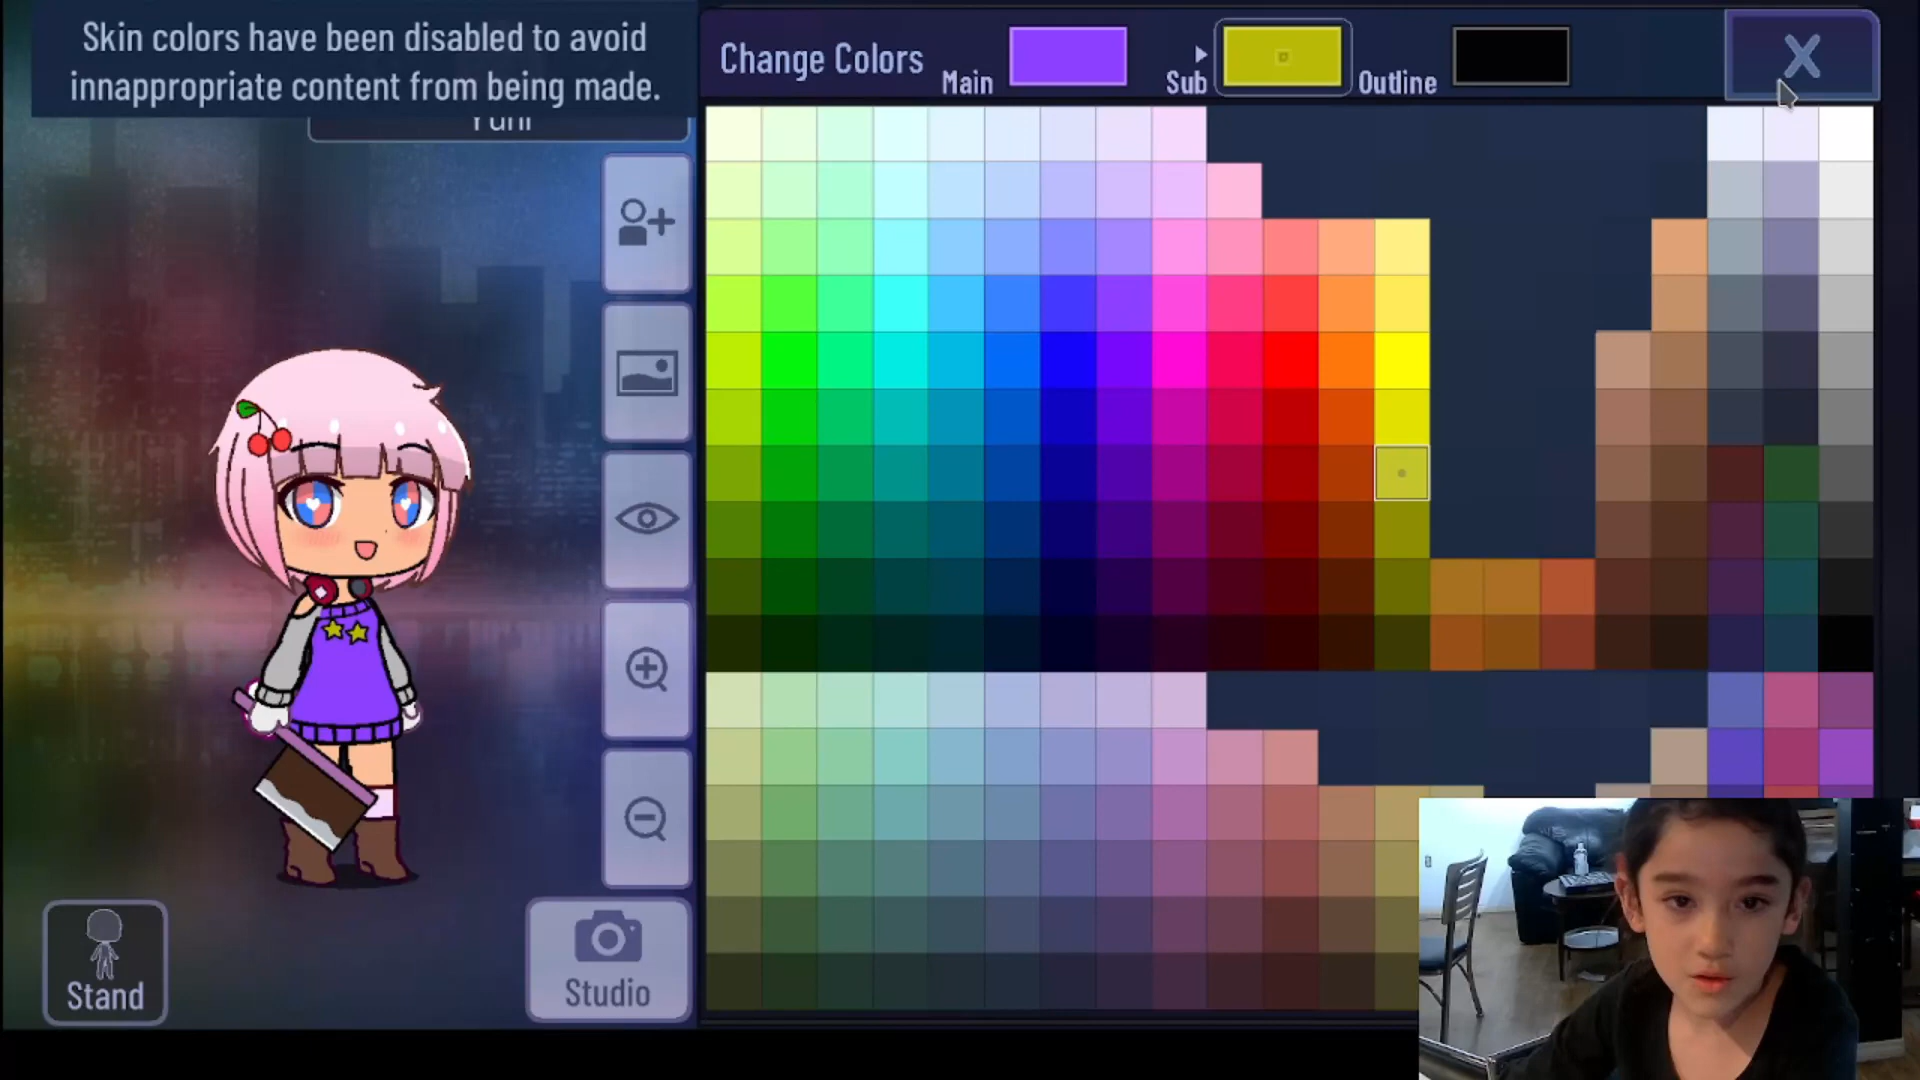 Skin colors have been disabled to avoid
innappropriate content from being made.
Yuni
Change Colors
Main
Sub
Outline
X
Stand
Studio